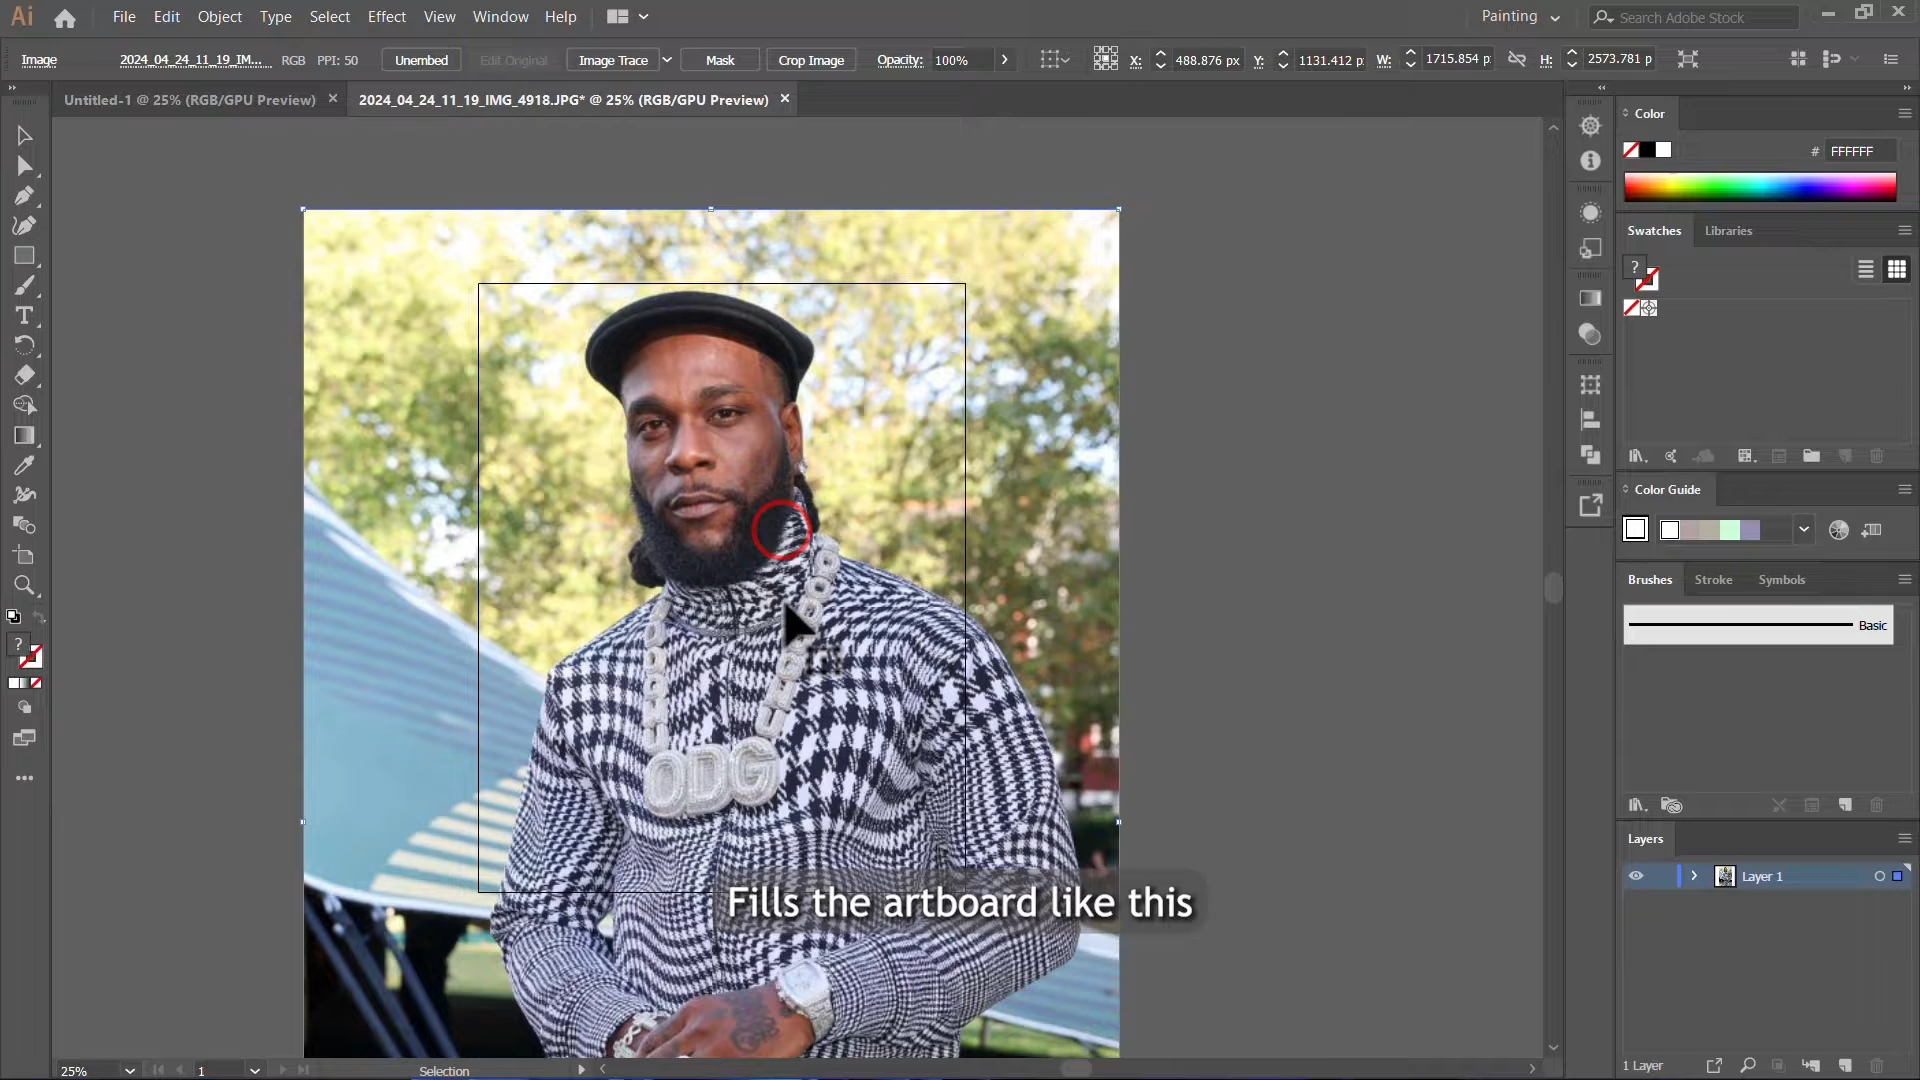 Ai File Edit Object Type Select Effect View Window Help Painting Search Adobe Stock
Image 2024_04_24_11_19_IM... RGB PPI: 50 Unembed Edit Original Image Trace Mask Crop Image Opacity: 100% X: 488.876 px Y: 1131.412 p W: 1715.854 p H: 2573.781 p
Untitled-1 @ 25% (RGB/GPU Preview) 2024_04_24_11_19_IMG_4918.JPG* @ 25% (RGB/GPU Preview)
Color
# FFFFFF
Swatches Libraries
?
Color Guide
Brushes Stroke Symbols
Basic
?
ODG
Layers
Layer 1
Fills the artboard like this
25% 1 Selection
1 Layer